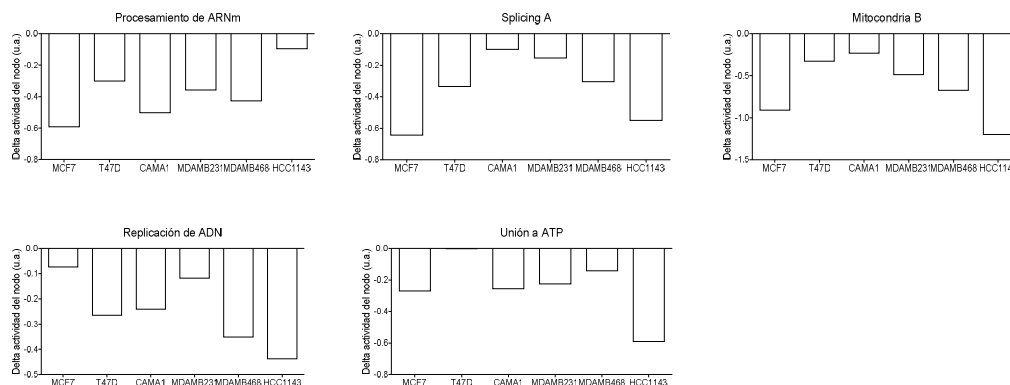 Procesamiento de ARNm
Delta actividad del nodo (u.a.)
0.0
-0.2
-0.4
-0.6
-0.8
MCF7 T47D CAMA1 MDAMB231 MDAMB468 HCC1143
Splicing A
Delta actividad del nodo (u.a.)
0.0
-0.2
-0.4
-0.6
-0.8
MCF7 T47D CAMA1 MDAMB231 MDAMB468 HCC1143
Mitocondria B
Delta actividad del nodo (u.a.)
0.0
-0.5
-1.0
-1.5
MCF7 T47D CAMA1 MDAMB231 MDAMB468 HCC114
Replicación de ADN
Delta actividad del nodo (u.a.)
0.0
-0.1
-0.2
-0.3
-0.4
-0.5
MCF7 T47D CAMA1 MDAMB231 MDAMB468 HCC1143
Unión a ATP
Delta actividad del nodo (u.a.)
0.0
-0.2
-0.4
-0.6
-0.8
MCF7 T47D CAMA1 MDAMB231 MDAMB468 HCC1143